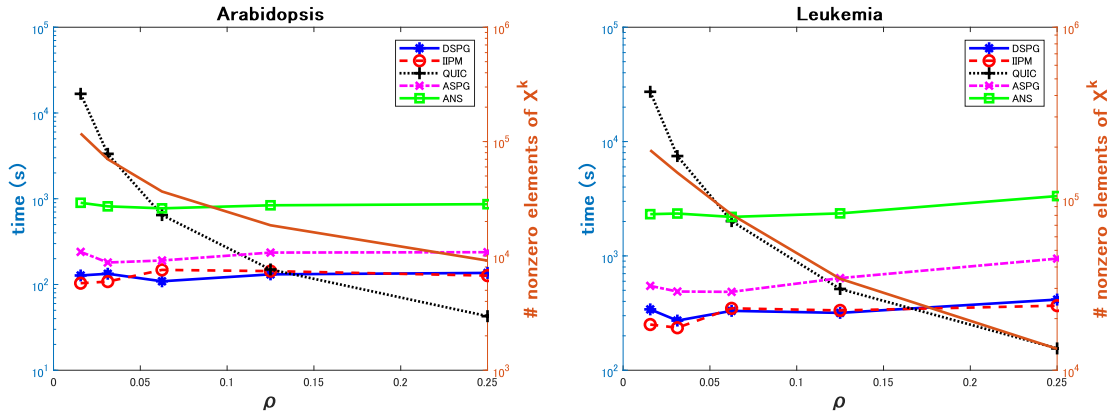 Arabidopsis
10^5
10^4
10^3
10^2
10^1
time (s)
0
0.05
0.1
0.15
0.2
0.25
ρ
10^6
10^5
10^4
10^3
# nonzero elements of X^k
DSPG
IIPM
QUIC
ASPG
ANS
Leukemia
10^5
10^4
10^3
10^2
time (s)
0
0.05
0.1
0.15
0.2
0.25
ρ
10^6
10^5
10^4
# nonzero elements of X^k
DSPG
IIPM
QUIC
ASPG
ANS